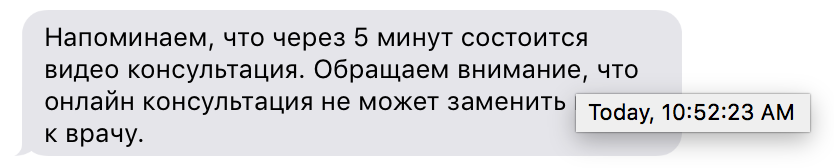 Напоминаем, что через 5 минут состоится
видео консультация. Обращаем внимание, что
онлайн консультация не может заменить
Today, 10:52:23 AM
к врачу.